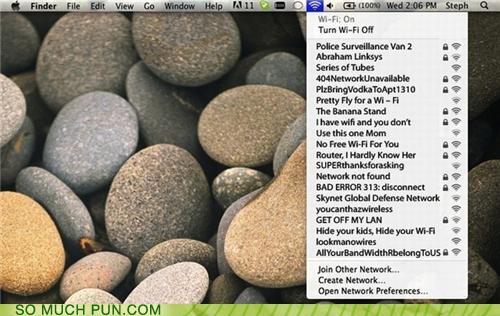 Finder File Edit View Go Window Help 11 (100%) Wed 2:06 PM Steph
Wi-Fi: On
Turn Wi-Fi Off
Police Surveillance Van 2
Abraham Linksys
Series of Tubes
404NetworkUnavailable
PlzBringVodkaToApt1310
Pretty Fly for a Wi – Fi
The Banana Stand
I have wifi and you don't
Use this one Mom
No Free Wi-Fi For You
Router, I Hardly Know Her
SUPERthanksforasking
Network not found
BAD ERROR 313: disconnect
Skynet Global Defense Network
youcanthazwireless
GET OFF MY LAN
Hide your kids, Hide your Wi-Fi
lookmanowires
AllYourBandWidthRbelongToUS
Join Other Network...
Create Network...
Open Network Preferences...
SO MUCH PUN.COM